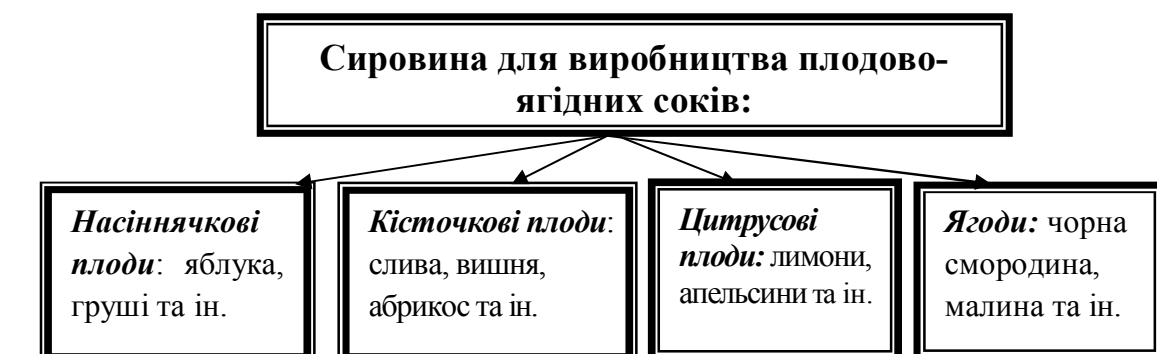 Сировина для виробництва плодово-
ягідних соків:
Насіннячкові
плоди: яблука,
груші та ін.
Кісточкові плоди:
слива, вишня,
абрикос та ін.
Цитрусові
плоди: лимони,
апельсини та ін.
Ягоди: чорна
смородина,
малина та ін.